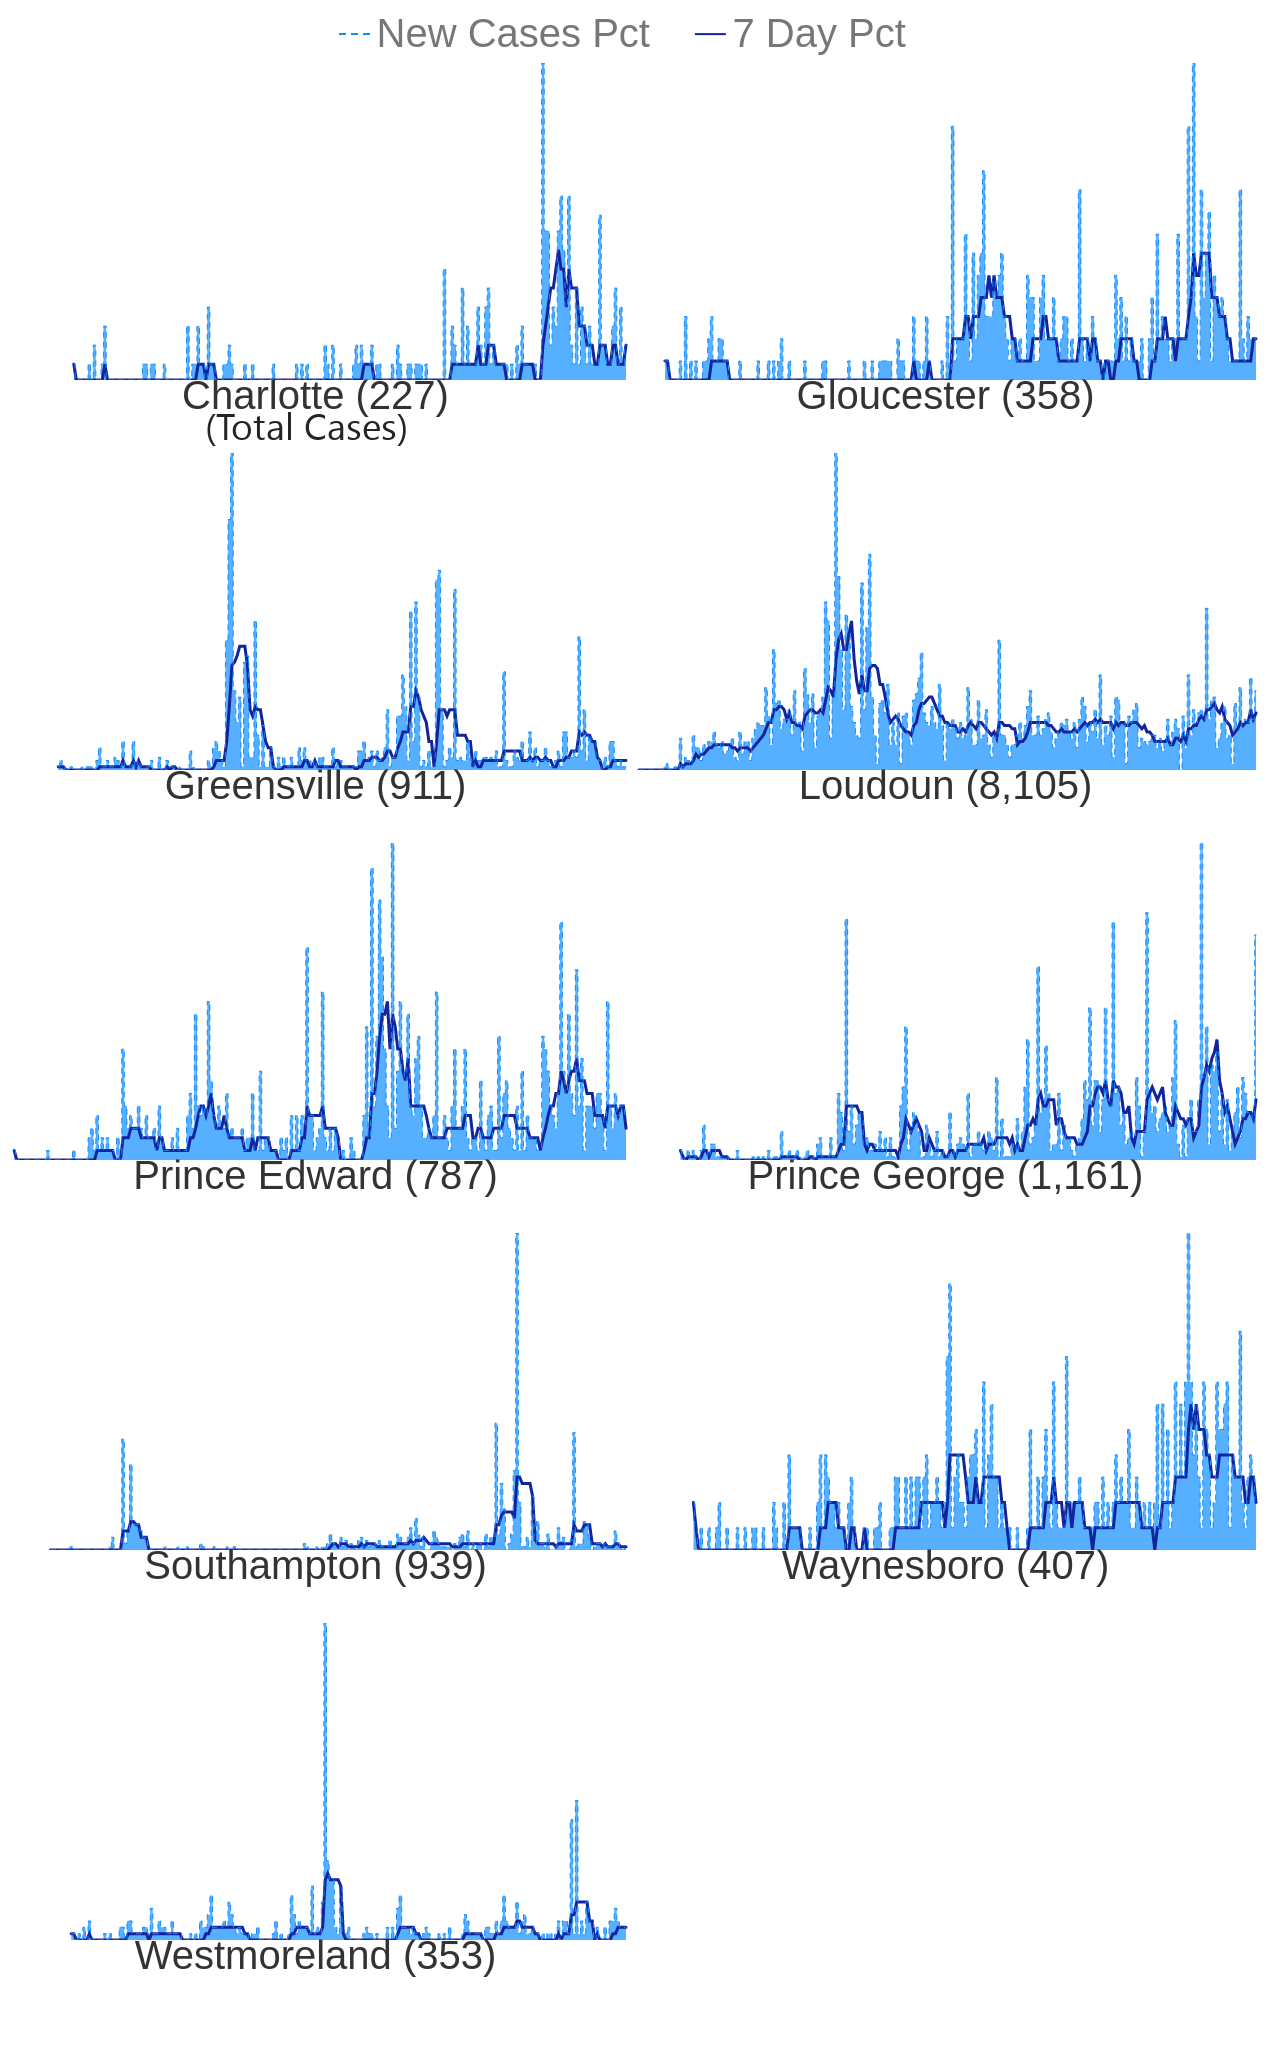 New Cases Pct 7 Day Pct
Charlotte (227) Gloucester (358)
(Total Cases)
Greensville (911) Loudoun (8,105)
Prince Edward (787) Prince George (1,161)
Southampton (939) Waynesboro (407)
Westmoreland (353)